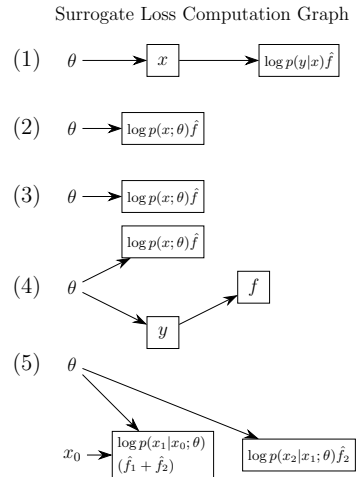 Surrogate Loss Computation Graph
(1) θ x log p(y|x)f̂
(2) θ log p(x; θ)f̂
(3) θ log p(x; θ)f̂
log p(x; θ)f̂
(4) θ f
y
(5) θ
x₀ log p(x₁|x₀; θ) log p(x₂|x₁; θ)f̂₂
(f̂₁ + f̂₂)